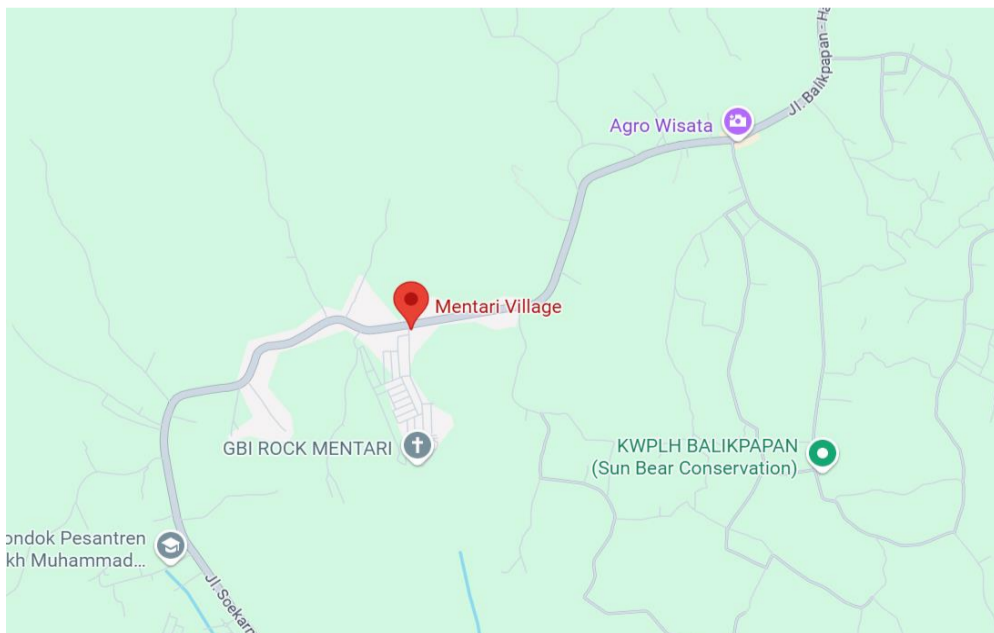 Jl. Balikpapan - Ha
Agro Wisata
Mentari Village
GBI ROCK MENTARI
KWPLH BALIKPAPAN
(Sun Bear Conservation)
ondok Pesantren
kh Muhammad...
Jl. Soekarn